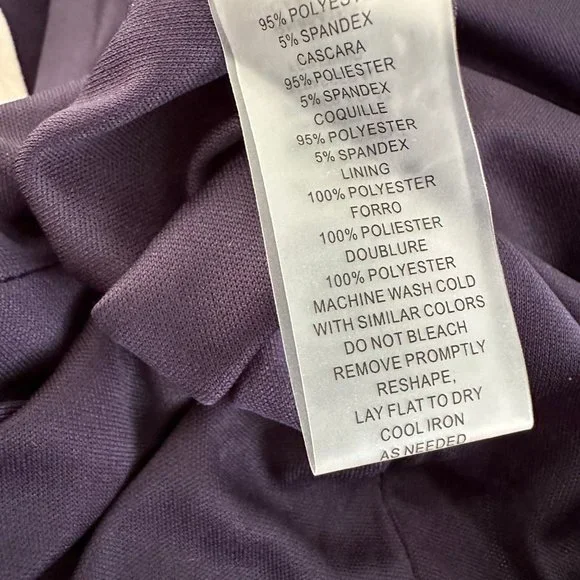 95% POLYESTER
5% SPANDEX
CASCARA
95% POLIESTER
5% SPANDEX
COQUILLE
95% POLYESTER
5% SPANDEX
LINING
100% POLYESTER
FORRO
100% POLIESTER
DOUBLURE
100% POLYESTER
MACHINE WASH COLD
WITH SIMILAR COLORS
DO NOT BLEACH
REMOVE PROMPTLY
RESHAPE,
LAY FLAT TO DRY
COOL IRON
AS NEEDED